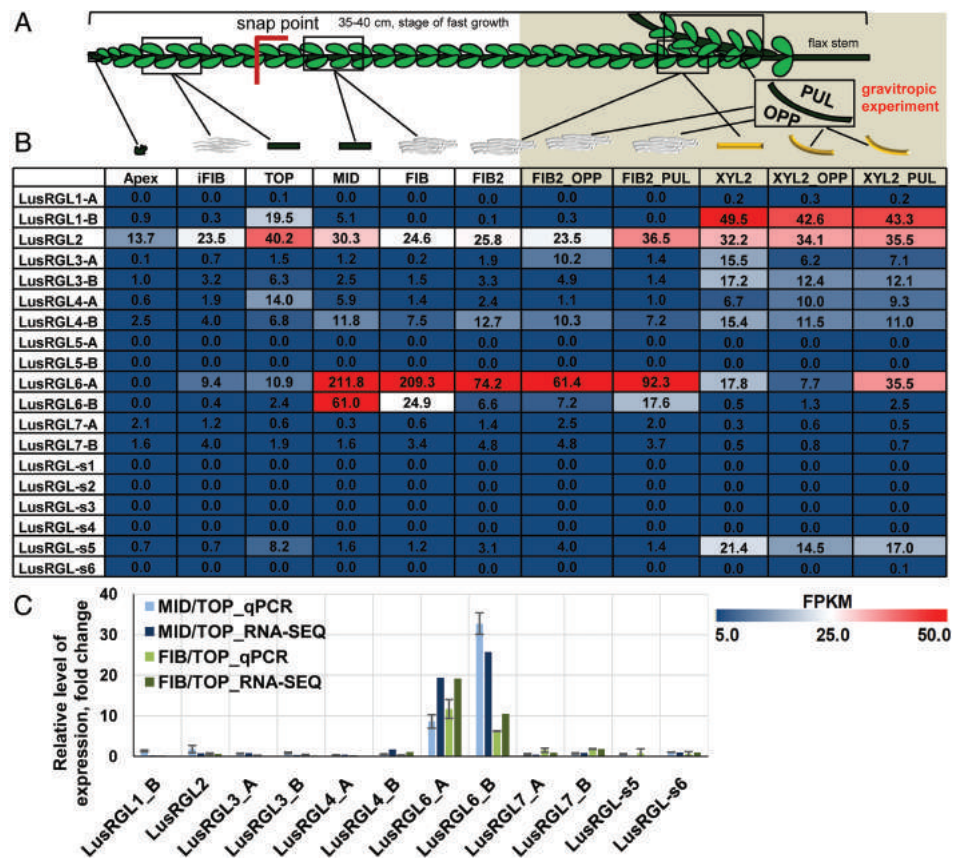 A
snap point
35-40 cm, stage of fast growth
flax stem
PUL
OPP
gravitropic
experiment
B
Apex iFIB TOP MID FIB FIB2 FIB2_OPP FIB2_PUL XYL2 XYL2_OPP XYL2_PUL
LusRGL1-A 0.0 0.0 0.1 0.0 0.0 0.0 0.0 0.0 0.2 0.3 0.2
LusRGL1-B 0.9 0.3 19.5 5.1 0.0 0.1 0.3 0.0 49.5 42.6 43.3
LusRGL2 13.7 23.5 40.2 30.3 24.6 25.8 23.5 36.5 32.2 34.1 35.5
LusRGL3-A 0.1 0.7 1.5 1.2 0.2 1.9 10.2 1.4 15.5 6.2 7.1
LusRGL3-B 1.0 3.2 6.3 2.5 1.5 3.3 4.9 1.4 17.2 12.4 12.1
LusRGL4-A 0.6 1.9 14.0 5.9 1.4 2.4 1.1 1.0 6.7 10.0 9.3
LusRGL4-B 2.5 4.0 6.8 11.8 7.5 12.7 10.3 7.2 15.4 11.5 11.0
LusRGL5-A 0.0 0.0 0.0 0.0 0.0 0.0 0.0 0.0 0.0 0.0 0.0
LusRGL5-B 0.0 0.0 0.0 0.0 0.0 0.0 0.0 0.0 0.0 0.0 0.0
LusRGL6-A 0.0 9.4 10.9 211.8 209.3 74.2 61.4 92.3 17.8 7.7 35.5
LusRGL6-B 0.0 0.4 2.4 61.0 24.9 6.6 7.2 17.6 0.5 1.3 2.5
LusRGL7-A 2.1 1.2 0.6 0.3 0.6 1.4 2.5 2.0 0.3 0.6 0.5
LusRGL7-B 1.6 4.0 1.9 1.6 3.4 4.8 4.8 3.7 0.5 0.8 0.7
LusRGL-s1 0.0 0.0 0.0 0.0 0.0 0.0 0.0 0.0 0.0 0.0 0.0
LusRGL-s2 0.0 0.0 0.0 0.0 0.0 0.0 0.0 0.0 0.0 0.0 0.0
LusRGL-s3 0.0 0.0 0.0 0.0 0.0 0.0 0.0 0.0 0.0 0.0 0.0
LusRGL-s4 0.0 0.0 0.0 0.0 0.0 0.0 0.0 0.0 0.0 0.0 0.0
LusRGL-s5 0.7 0.7 8.2 1.6 1.2 3.1 4.0 1.4 21.4 14.5 17.0
LusRGL-s6 0.0 0.0 0.0 0.0 0.0 0.0 0.0 0.0 0.0 0.0 0.1
C
Relative level of
expression, fold change
40
30
20
10
0
MID/TOP_qPCR
MID/TOP_RNA-SEQ
FIB/TOP_qPCR
FIB/TOP_RNA-SEQ
LusRGL1_B
LusRGL2
LusRGL3_A
LusRGL3_B
LusRGL4_A
LusRGL4_B
LusRGL6_A
LusRGL6_B
LusRGL7_A
LusRGL7_B
LusRGL-s5
LusRGL-s6
FPKM
5.0 25.0 50.0